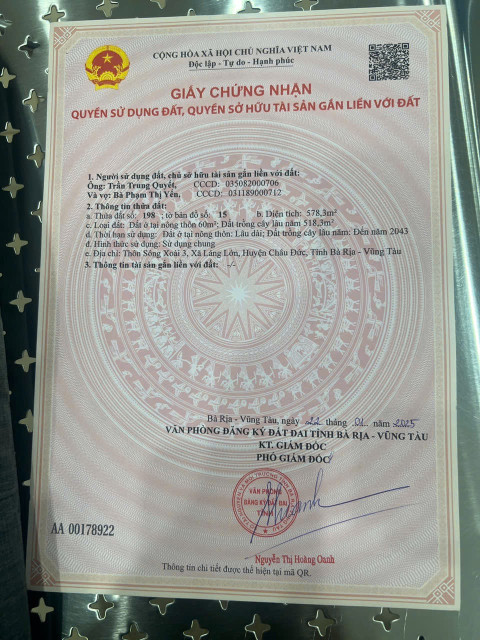 CỘNG HÒA XÃ HỘI CHỦ NGHĨA VIỆT NAM
Độc lập - Tự do - Hạnh phúc
GIẤY CHỨNG NHẬN
QUYỀN SỬ DỤNG ĐẤT, QUYỀN SỞ HỮU TÀI SẢN GẮN LIỀN VỚI ĐẤT
1. Người sử dụng đất, chủ sở hữu tài sản gắn liền với đất:
Ông: Trần Trung Quyết, CCCD: 035082000706
Và vợ: Bà Phạm Thị Yến, CCCD: 031189000712
2. Thông tin thửa đất:
a. Thửa đất số: 198 ; tờ bản đồ số: 15 b. Diện tích: 578,3m²
c. Loại đất: Đất ở tại nông thôn 60m²; Đất trồng cây lâu năm 518,3m²
d. Thời hạn sử dụng: Đất ở tại nông thôn: Lâu dài; Đất trồng cây lâu năm: Đến năm 2043
đ. Hình thức sử dụng: Sử dụng chung
e. Địa chỉ: Thôn Sông Xoài 3, Xã Láng Lớn, Huyện Châu Đức, Tỉnh Bà Rịa - Vũng Tàu
3. Thông tin tài sản gắn liền với đất: -/-
Bà Rịa - Vũng Tàu, ngày 22 tháng 01 năm 2025
VĂN PHÒNG ĐĂNG KÝ ĐẤT ĐAI TỈNH BÀ RỊA - VŨNG TÀU
KT. GIÁM ĐỐC
PHÓ GIÁM ĐỐC
VĂN PHÒNG
ĐĂNG KÝ ĐẤT ĐAI
TỈNH
AA 00178922
Nguyễn Thị Hoàng Oanh
Thông tin chi tiết được thể hiện tại mã QR.